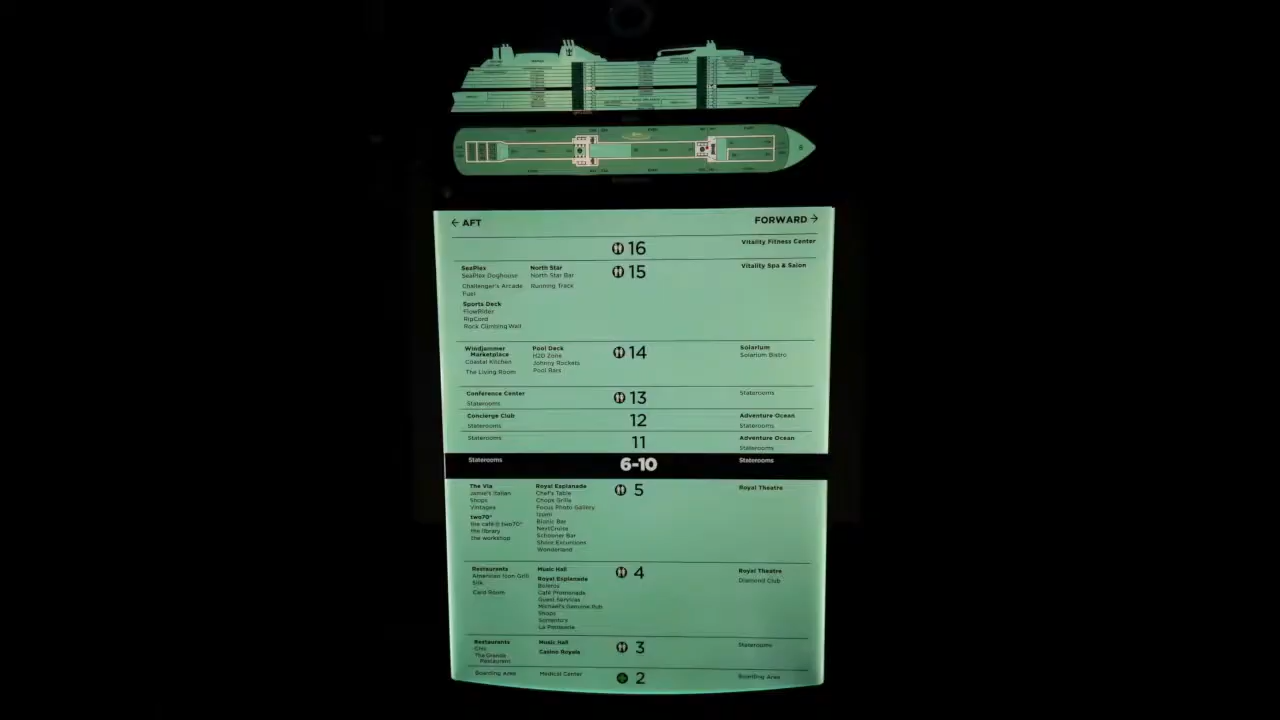 ← AFT
FORWARD →
16
Vitality Fitness Center
SeaPlex
SeaPlex Doghouse
Challenger's Arcade
Fuel
Sports Deck
FlowRider
RipCord
Rock Climbing Wall
North Star
North Star Bar
Running Track
15
Vitality Spa & Salon
Windjammer
Marketplace
Coastal Kitchen
The Living Room
Pool Deck
H2O Zone
Johnny Rockets
Pool Bars
14
Solarium
Solarium Bistro
Conference Center
Staterooms
13
Staterooms
Concierge Club
Staterooms
12
Adventure Ocean
Staterooms
Staterooms
11
Adventure Ocean
Staterooms
Staterooms
6-10
Staterooms
The Via
Jamie's Italian
Shops
Vintages
two70°
the café @ two70°
the library
the workshop
Royal Esplanade
Chef's Table
Chops Grille
Focus Photo Gallery
Izumi
Bionic Bar
NextCruise
Schooner Bar
Shore Excursions
Wonderland
5
Royal Theatre
Restaurants
American Icon Grill
Silk
Card Room
Music Hall
Royal Esplanade
Boleros
Café Promenade
Guest Services
Michael's Genuine Pub
Shops
Sorrento's
La Patisserie
4
Royal Theatre
Diamond Club
Restaurants
Chic
The Grande
Restaurant
Music Hall
Casino Royale
3
Staterooms
Boarding Area
Medical Center
2
Boarding Area